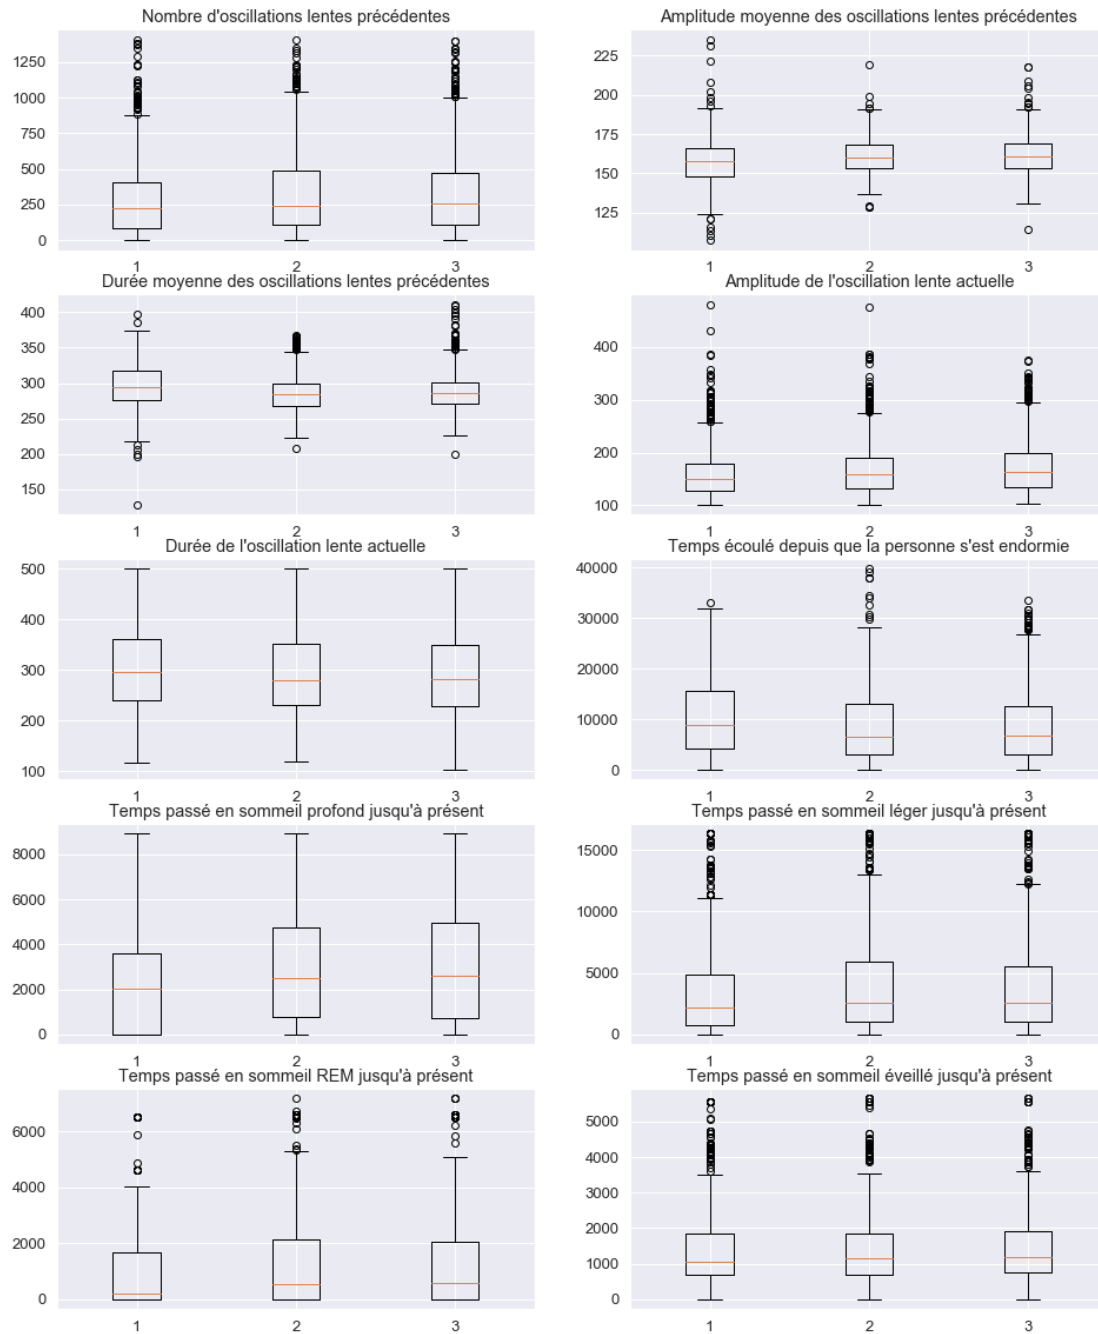 Nombre d'oscillations lentes précédentes
1250
1000
750
500
250
0
1 2 3
Amplitude moyenne des oscillations lentes précédentes
225
200
175
150
125
1 2 3
Durée moyenne des oscillations lentes précédentes
400
350
300
250
200
150
1 2 3
Amplitude de l'oscillation lente actuelle
400
300
200
100
1 2 3
Durée de l'oscillation lente actuelle
500
400
300
200
100
1 2 3
Temps écoulé depuis que la personne s'est endormie
40000
30000
20000
10000
0
1 2 3
Temps passé en sommeil profond jusqu'à présent
8000
6000
4000
2000
0
1 2 3
Temps passé en sommeil léger jusqu'à présent
15000
10000
5000
0
1 2 3
Temps passé en sommeil REM jusqu'à présent
6000
4000
2000
0
1 2 3
Temps passé en sommeil éveillé jusqu'à présent
5000
4000
3000
2000
1000
0
1 2 3